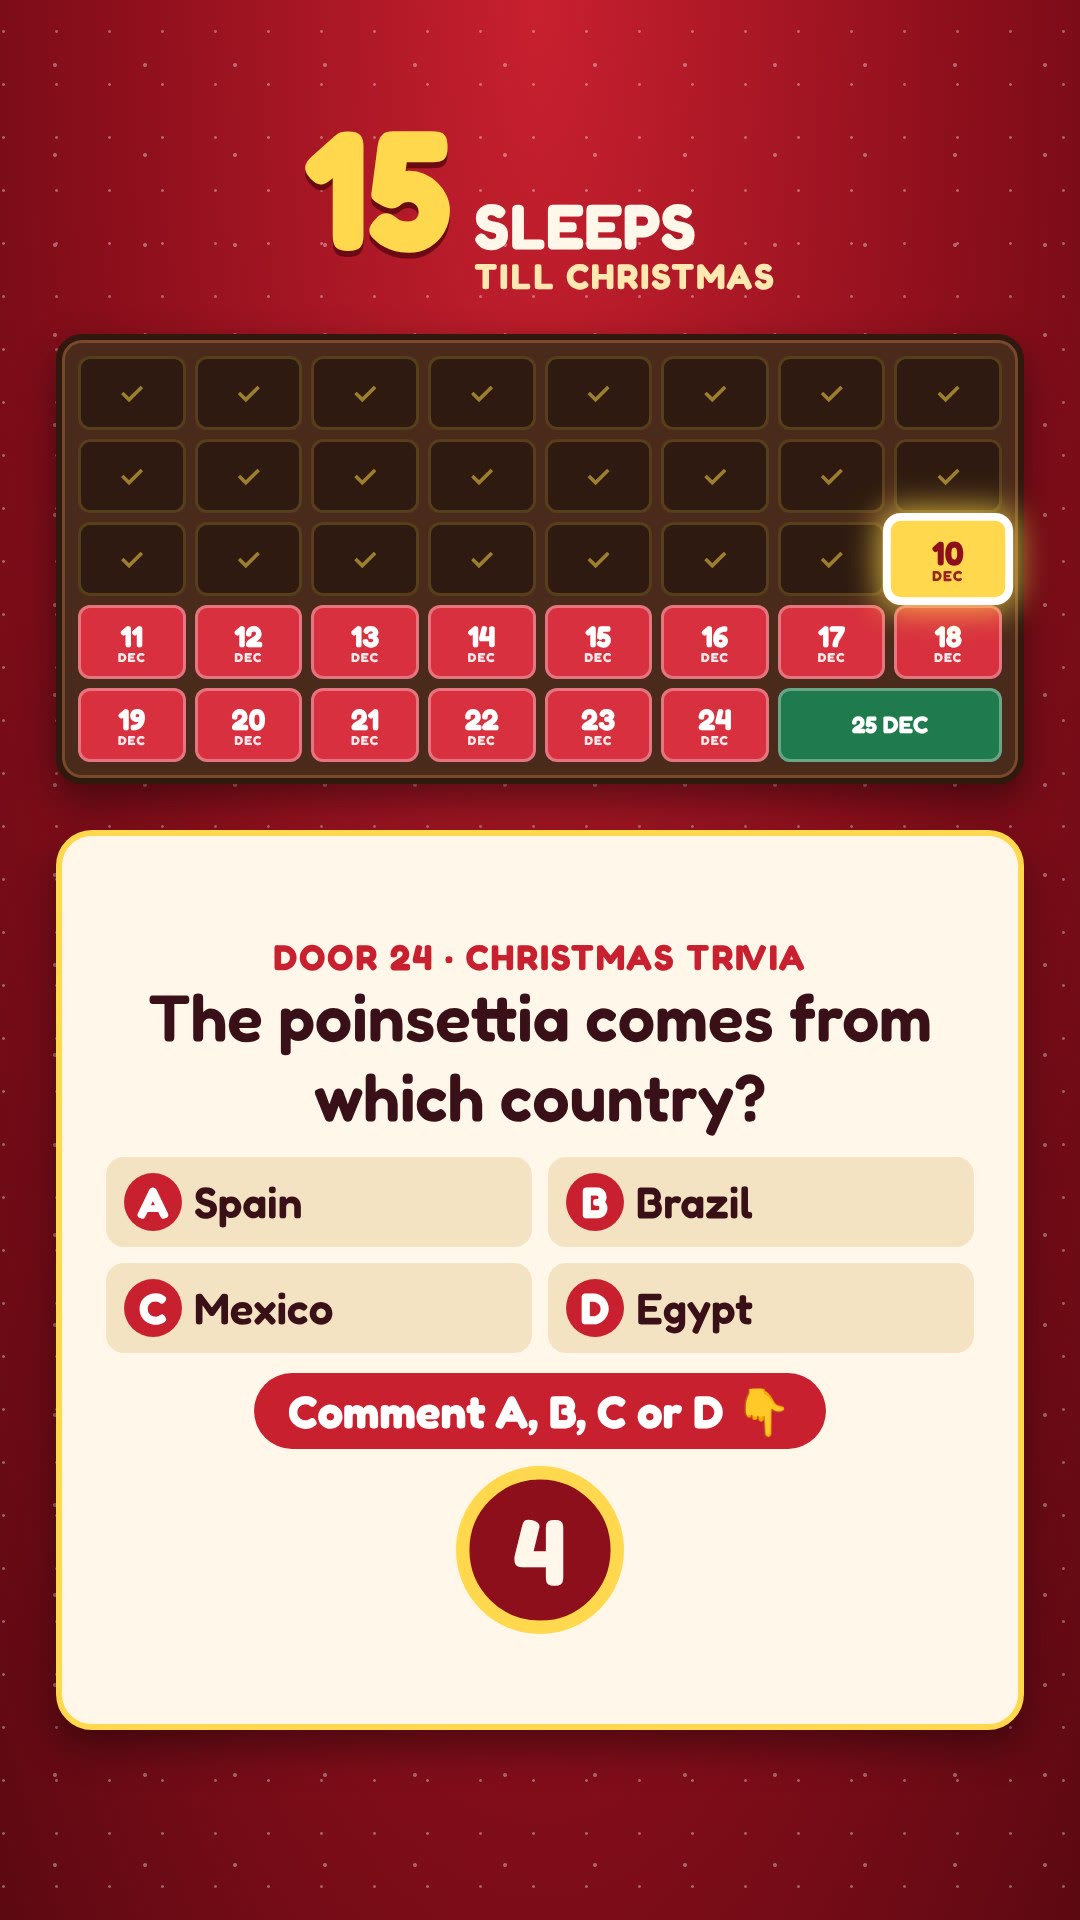 15 SLEEPS
TILL CHRISTMAS
10
DEC
11 12 13 14 15 16 17 18
DEC DEC DEC DEC DEC DEC DEC DEC
19 20 21 22 23 24 25 DEC
DEC DEC DEC DEC DEC DEC
DOOR 24 · CHRISTMAS TRIVIA
The poinsettia comes from
which country?
A Spain
B Brazil
C Mexico
D Egypt
Comment A, B, C or D 👇
4